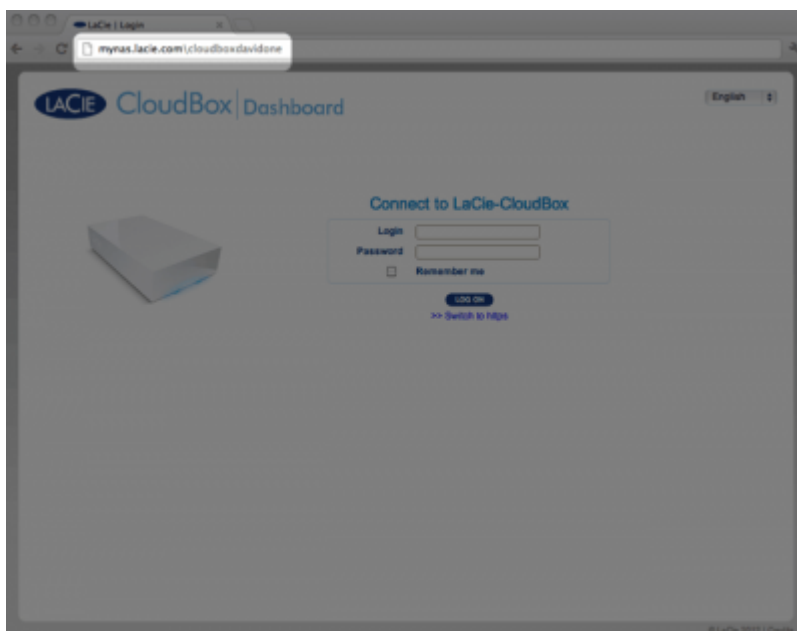 LaCie | Login
mynas.lacie.com\cloudboxdavidone
LACIE CloudBox | Dashboard
English
Connect to LaCie-CloudBox
Login
Password
Remember me
LOG ON
>> Switch to https